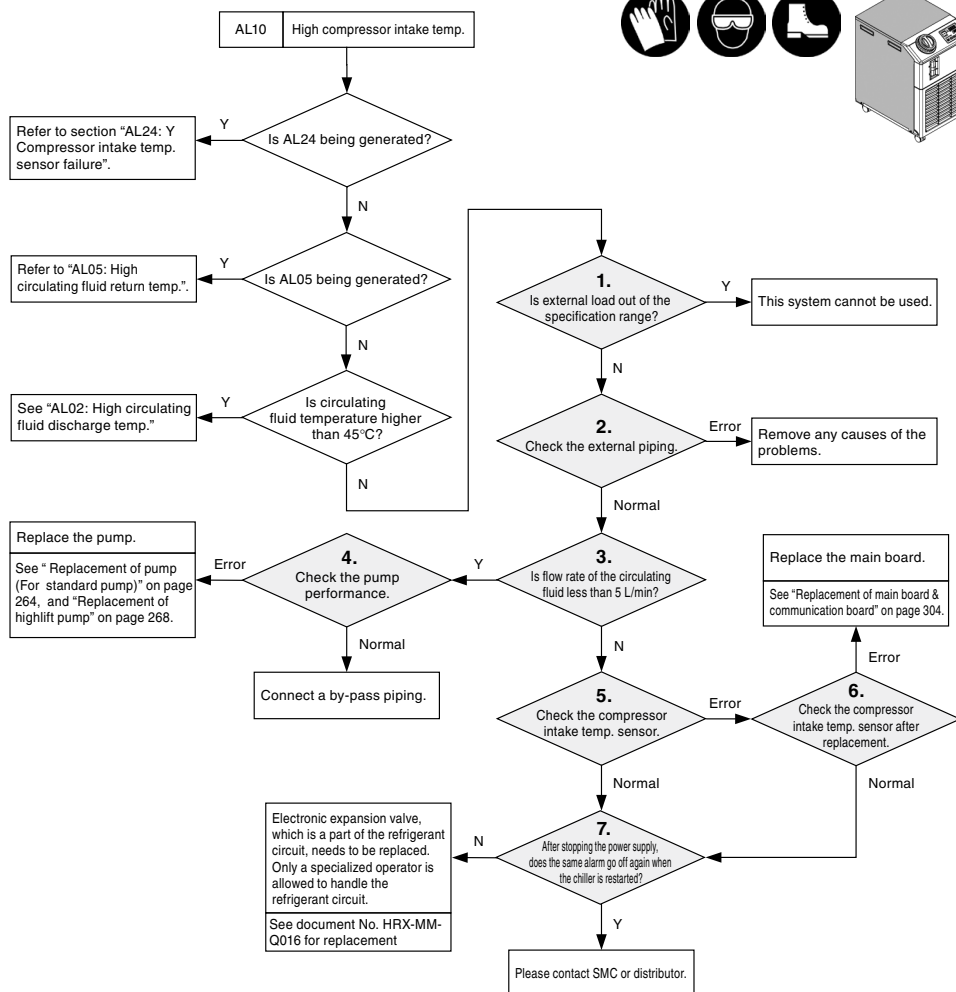 AL10
High compressor intake temp.
Is AL24 being generated?
Y
Refer to section “AL24: Y
Compressor intake temp.
sensor failure”.
N
Is AL05 being generated?
Y
Refer to “AL05: High
circulating fluid return temp.”.
N
Is circulating
fluid temperature higher
than 45°C?
Y
See “AL02: High circulating
fluid discharge temp.”
N
1.
Is external load out of the
specification range?
Y
This system cannot be used.
N
2.
Check the external piping.
Error
Remove any causes of the
problems.
Normal
3.
Is flow rate of the circulating
fluid less than 5 L/min?
Y
4.
Check the pump
performance.
Error
Replace the pump.
See “ Replacement of pump
(For standard pump)” on page
264, and “Replacement of
highlift pump” on page 268.
Normal
Connect a by-pass piping.
N
5.
Check the compressor
intake temp. sensor.
Error
6.
Check the compressor
intake temp. sensor after
replacement.
Error
Replace the main board.
See “Replacement of main board &
communication board” on page 304.
Normal
Normal
7.
After stopping the power supply,
does the same alarm go off again when
the chiller is restarted?
N
Electronic expansion valve,
which is a part of the refrigerant
circuit, needs to be replaced.
Only a specialized operator is
allowed to handle the
refrigerant circuit.
See document No. HRX-MM-
Q016 for replacement
Y
Please contact SMC or distributor.